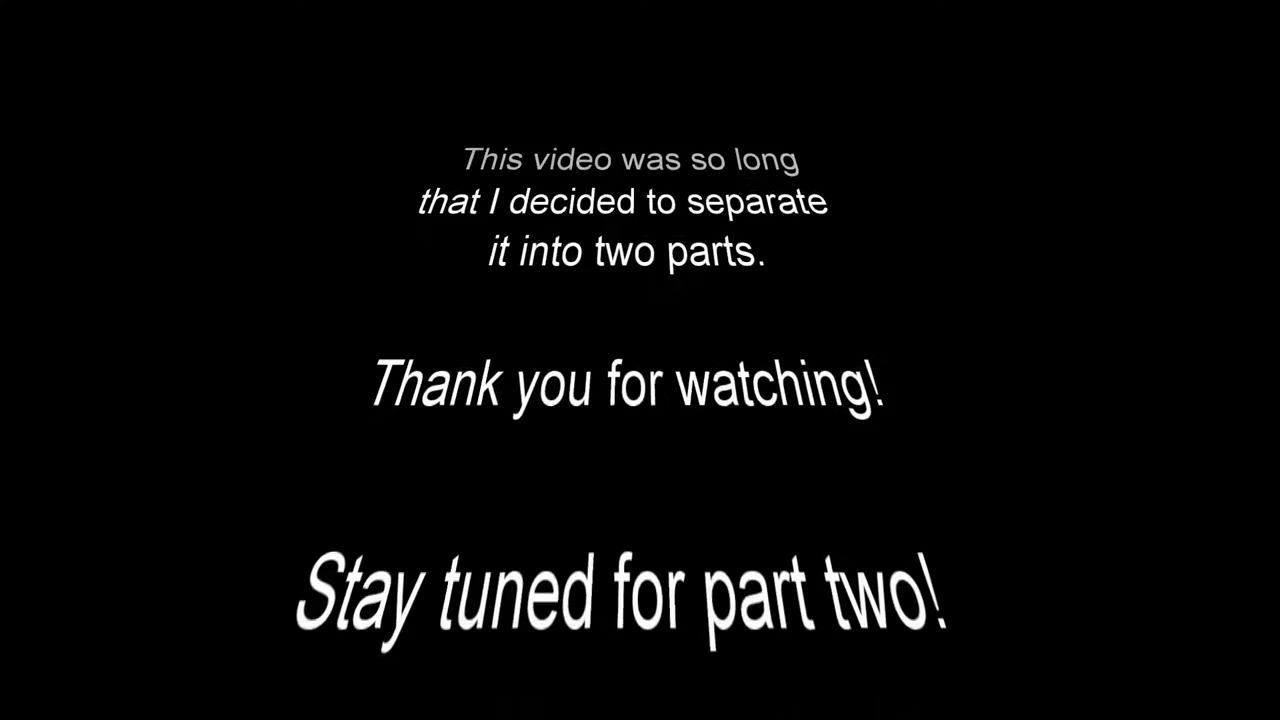 This video was so long
that I decided to separate
it into two parts.
Thank you for watching!
Stay tuned for part two!